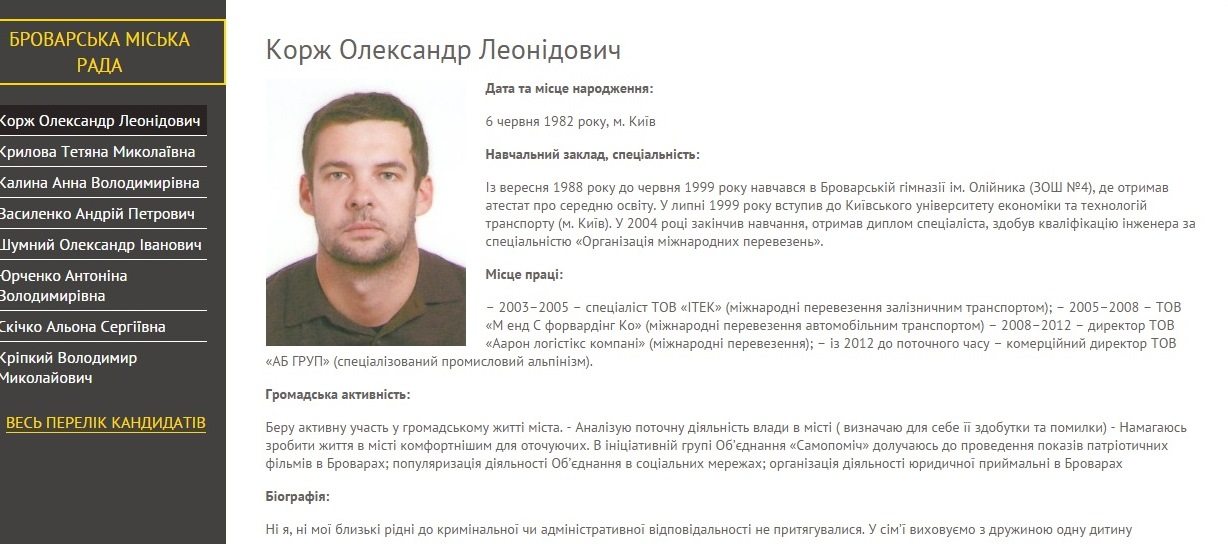 БРОВАРСЬКА МІСЬКА
РАДА
Корж Олександр Леонідович
Крилова Тетяна Миколаївна
Калина Анна Володимирівна
Василенко Андрій Петрович
Шумний Олександр Іванович
Юрченко Антоніна
Володимирівна
Скічко Альона Сергіївна
Кріпкий Володимир
Миколайович
ВЕСЬ ПЕРЕЛІК КАНДИДАТІВ
Корж Олександр Леонідович
Дата та місце народження:
6 червня 1982 року, м. Київ
Навчальний заклад, спеціальність:
Із вересня 1988 року до червня 1999 року навчався в Броварській гімназії ім. Олійника (ЗОШ №4), де отримав
атестат про середню освіту. У липні 1999 року вступив до Київського університету економіки та технологій
транспорту (м. Київ). У 2004 році закінчив навчання, отримав диплом спеціаліста, здобув кваліфікацію інженера за
спеціальністю «Організація міжнародних перевезень».
Місце праці:
– 2003–2005 – спеціаліст ТОВ «ІТЕК» (міжнародні перевезення залізничним транспортом); – 2005–2008 – ТОВ
«М енд С форвардінг Ко» (міжнародні перевезення автомобільним транспортом) – 2008–2012 – директор ТОВ
«Аарон логістікс компані» (міжнародні перевезення); – із 2012 до поточного часу – комерційний директор ТОВ
«АБ ГРУП» (спеціалізований промисловий альпінізм).
Громадська активність:
Беру активну участь у громадському житті міста. - Аналізую поточну діяльність влади в місті ( визначаю для себе її здобутки та помилки) - Намагаюсь
зробити життя в місті комфортнішим для оточуючих. В ініціативній групі Об’єднання «Самопоміч» долучаюсь до проведення показів патріотичних
фільмів в Броварах; популяризація діяльності Об’єднання в соціальних мережах; організація діяльності юридичної приймальні в Броварах
Біографія:
Ні я, ні мої близькі рідні до кримінальної чи адміністративної відповідальності не притягувалися. У сім’ї виховуємо з дружиною одну дитину